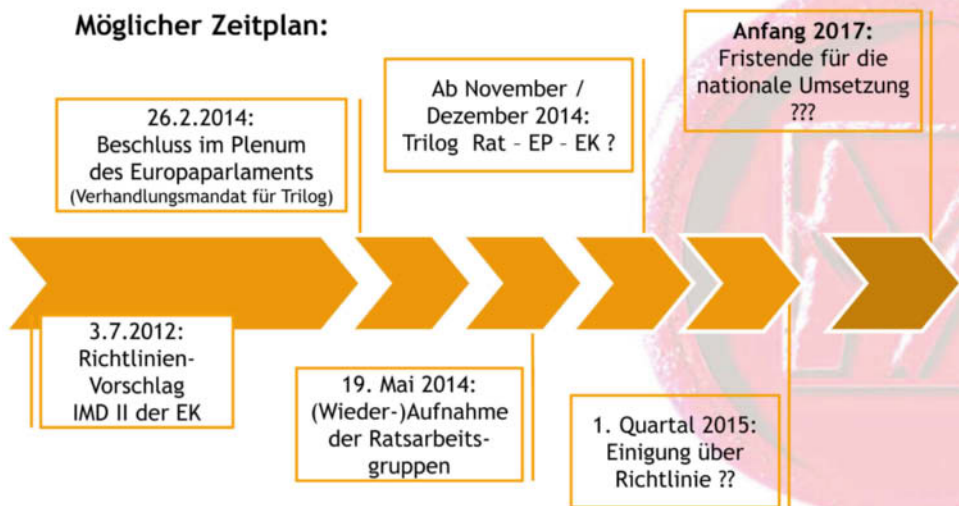 Möglicher Zeitplan:
3.7.2012:
Richtlinien-
Vorschlag
IMD II der EK
26.2.2014:
Beschluss im Plenum
des Europaparlaments
(Verhandlungsmandat für Trilog)
19. Mai 2014:
(Wieder-)Aufnahme
der Ratsarbeits-
gruppen
Ab November /
Dezember 2014:
Trilog Rat – EP – EK ?
1. Quartal 2015:
Einigung über
Richtlinie ??
Anfang 2017:
Fristende für die
nationale Umsetzung
???